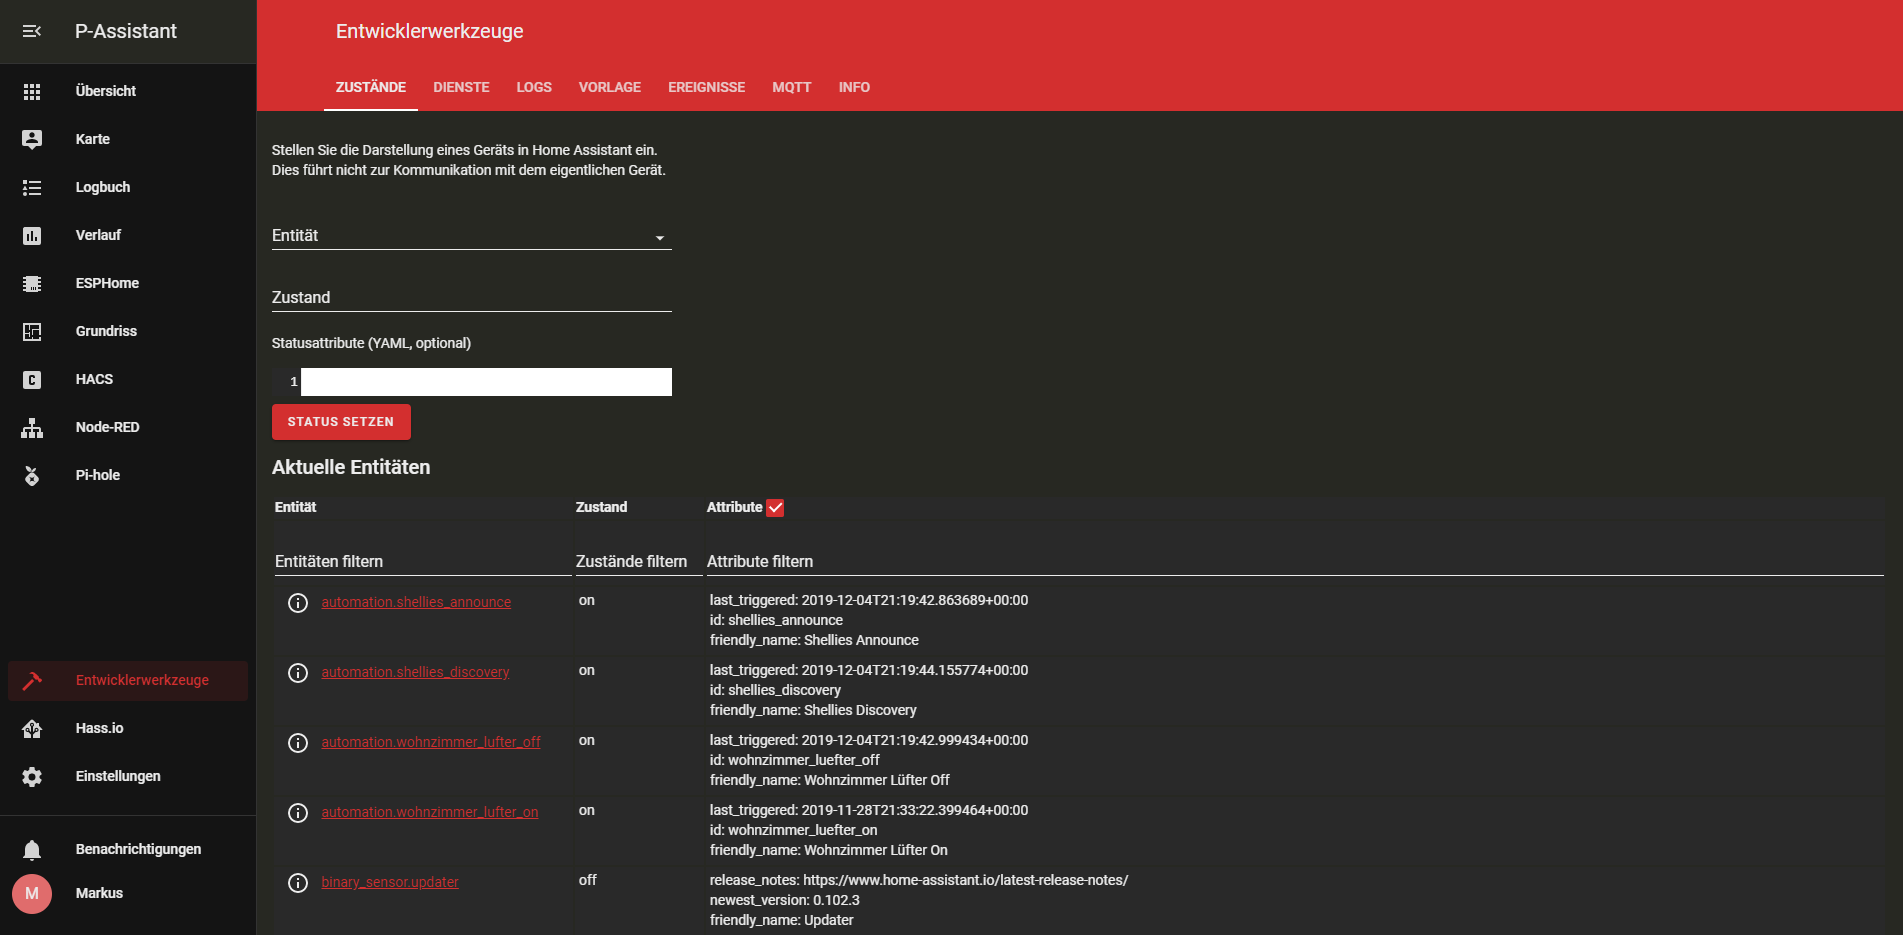 P-Assistant
Übersicht
Karte
Logbuch
Verlauf
ESPHome
Grundriss
HACS
Node-RED
Pi-hole
Entwicklerwerkzeuge
Hass.io
Einstellungen
Benachrichtigungen
M Markus
Entwicklerwerkzeuge
ZUSTÄNDE DIENSTE LOGS VORLAGE EREIGNISSE MQTT INFO
Stellen Sie die Darstellung eines Geräts in Home Assistant ein.
Dies führt nicht zur Kommunikation mit dem eigentlichen Gerät.
Entität
Zustand
Statusattribute (YAML, optional)
1
STATUS SETZEN
Aktuelle Entitäten
Entität Zustand Attribute
Entitäten filtern Zustände filtern Attribute filtern
automation.shellies_announce on last_triggered: 2019-12-04T21:19:42.863689+00:00
id: shellies_announce
friendly_name: Shellies Announce
automation.shellies_discovery on last_triggered: 2019-12-04T21:19:44.155774+00:00
id: shellies_discovery
friendly_name: Shellies Discovery
automation.wohnzimmer_lufter_off on last_triggered: 2019-12-04T21:19:42.999434+00:00
id: wohnzimmer_luefter_off
friendly_name: Wohnzimmer Lüfter Off
automation.wohnzimmer_lufter_on on last_triggered: 2019-11-28T21:33:22.399464+00:00
id: wohnzimmer_luefter_on
friendly_name: Wohnzimmer Lüfter On
binary_sensor.updater off release_notes: https://www.home-assistant.io/latest-release-notes/
newest_version: 0.102.3
friendly_name: Updater